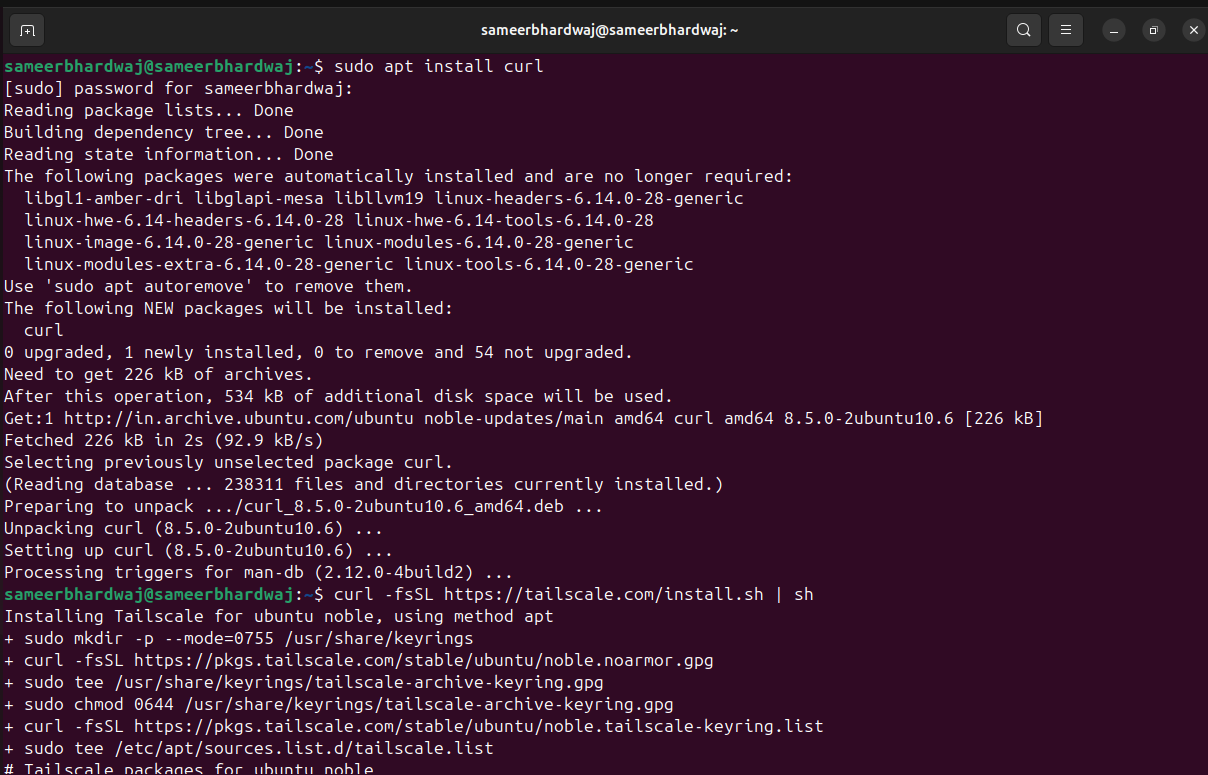 sameerbhardwaj@sameerbhardwaj: ~
sameerbhardwaj@sameerbhardwaj:~$ sudo apt install curl
[sudo] password for sameerbhardwaj:
Reading package lists... Done
Building dependency tree... Done
Reading state information... Done
The following packages were automatically installed and are no longer required:
  libgl1-amber-dri libglapi-mesa libllvm19 linux-headers-6.14.0-28-generic
  linux-hwe-6.14-headers-6.14.0-28 linux-hwe-6.14-tools-6.14.0-28
  linux-image-6.14.0-28-generic linux-modules-6.14.0-28-generic
  linux-modules-extra-6.14.0-28-generic linux-tools-6.14.0-28-generic
Use 'sudo apt autoremove' to remove them.
The following NEW packages will be installed:
  curl
0 upgraded, 1 newly installed, 0 to remove and 54 not upgraded.
Need to get 226 kB of archives.
After this operation, 534 kB of additional disk space will be used.
Get:1 http://in.archive.ubuntu.com/ubuntu noble-updates/main amd64 curl amd64 8.5.0-2ubuntu10.6 [226 kB]
Fetched 226 kB in 2s (92.9 kB/s)
Selecting previously unselected package curl.
(Reading database ... 238311 files and directories currently installed.)
Preparing to unpack .../curl_8.5.0-2ubuntu10.6_amd64.deb ...
Unpacking curl (8.5.0-2ubuntu10.6) ...
Setting up curl (8.5.0-2ubuntu10.6) ...
Processing triggers for man-db (2.12.0-4build2) ...
sameerbhardwaj@sameerbhardwaj:~$ curl -fsSL https://tailscale.com/install.sh | sh
Installing Tailscale for ubuntu noble, using method apt
+ sudo mkdir -p --mode=0755 /usr/share/keyrings
+ curl -fsSL https://pkgs.tailscale.com/stable/ubuntu/noble.noarmor.gpg
+ sudo tee /usr/share/keyrings/tailscale-archive-keyring.gpg
+ sudo chmod 0644 /usr/share/keyrings/tailscale-archive-keyring.gpg
+ curl -fsSL https://pkgs.tailscale.com/stable/ubuntu/noble.tailscale-keyring.list
+ sudo tee /etc/apt/sources.list.d/tailscale.list
# Tailscale packages for ubuntu noble